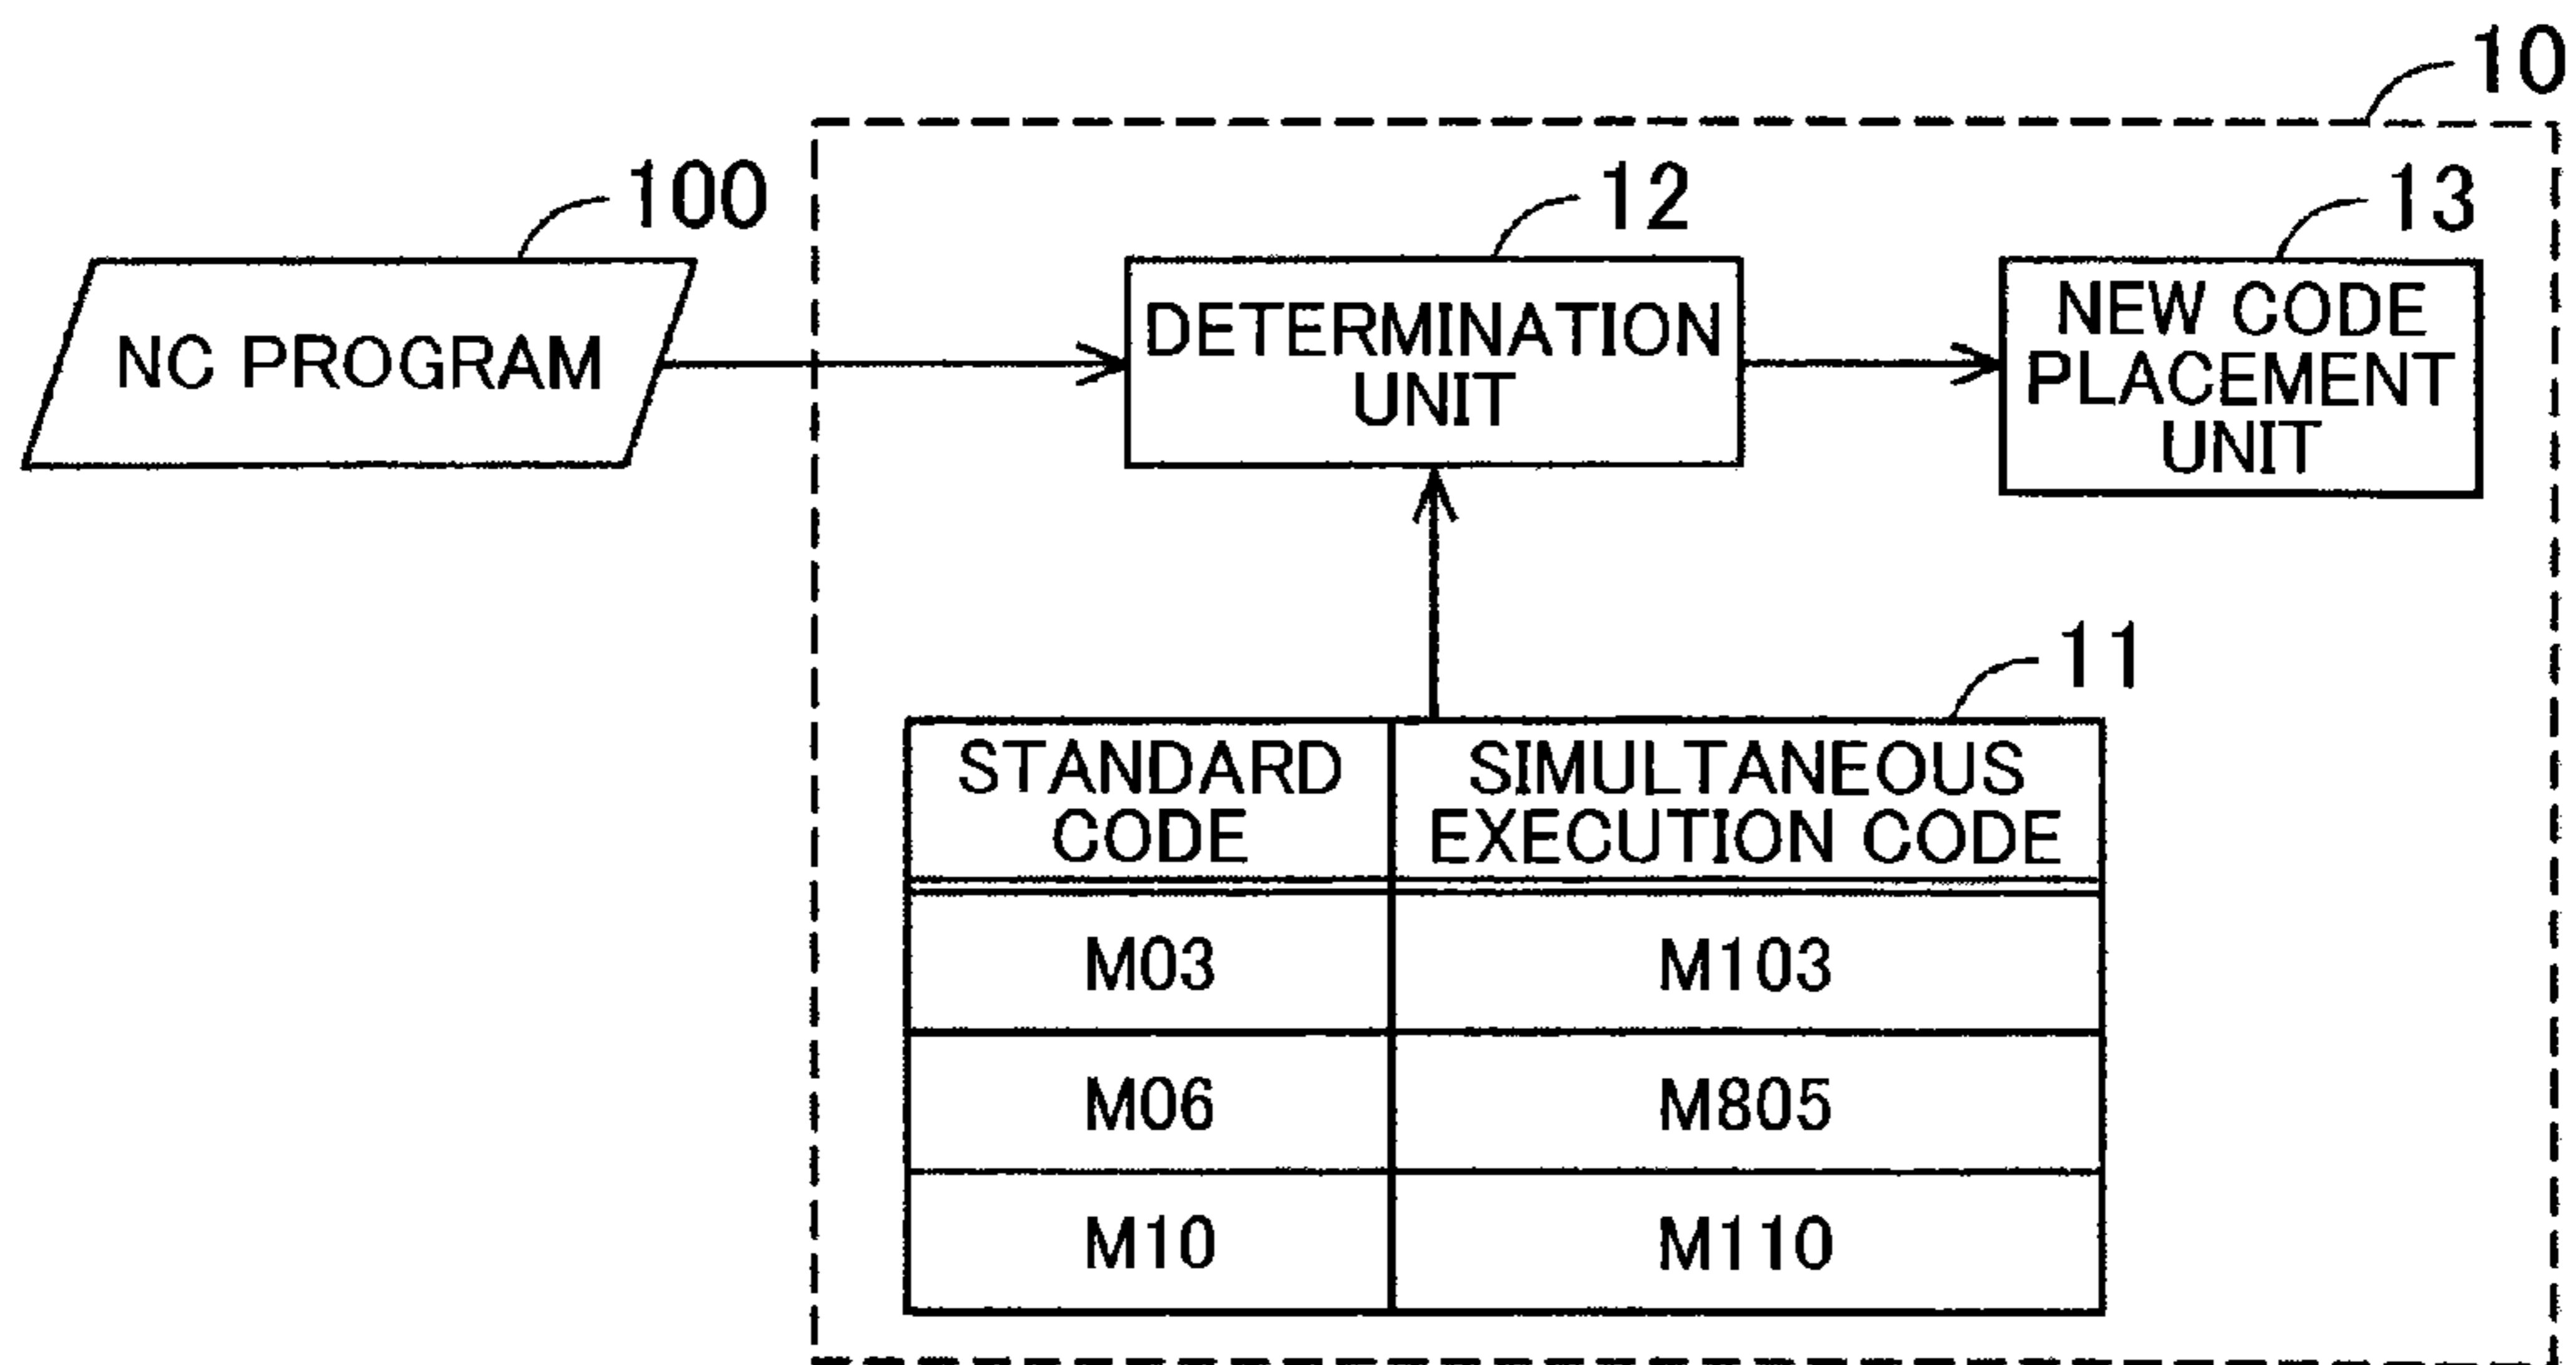 10
100
12
13
NC PROGRAM
DETERMINATION
UNIT
NEW CODE
PLACEMENT
UNIT
11
STANDARD
CODE
SIMULTANEOUS
EXECUTION CODE
M03
M103
M06
M805
M10
M110